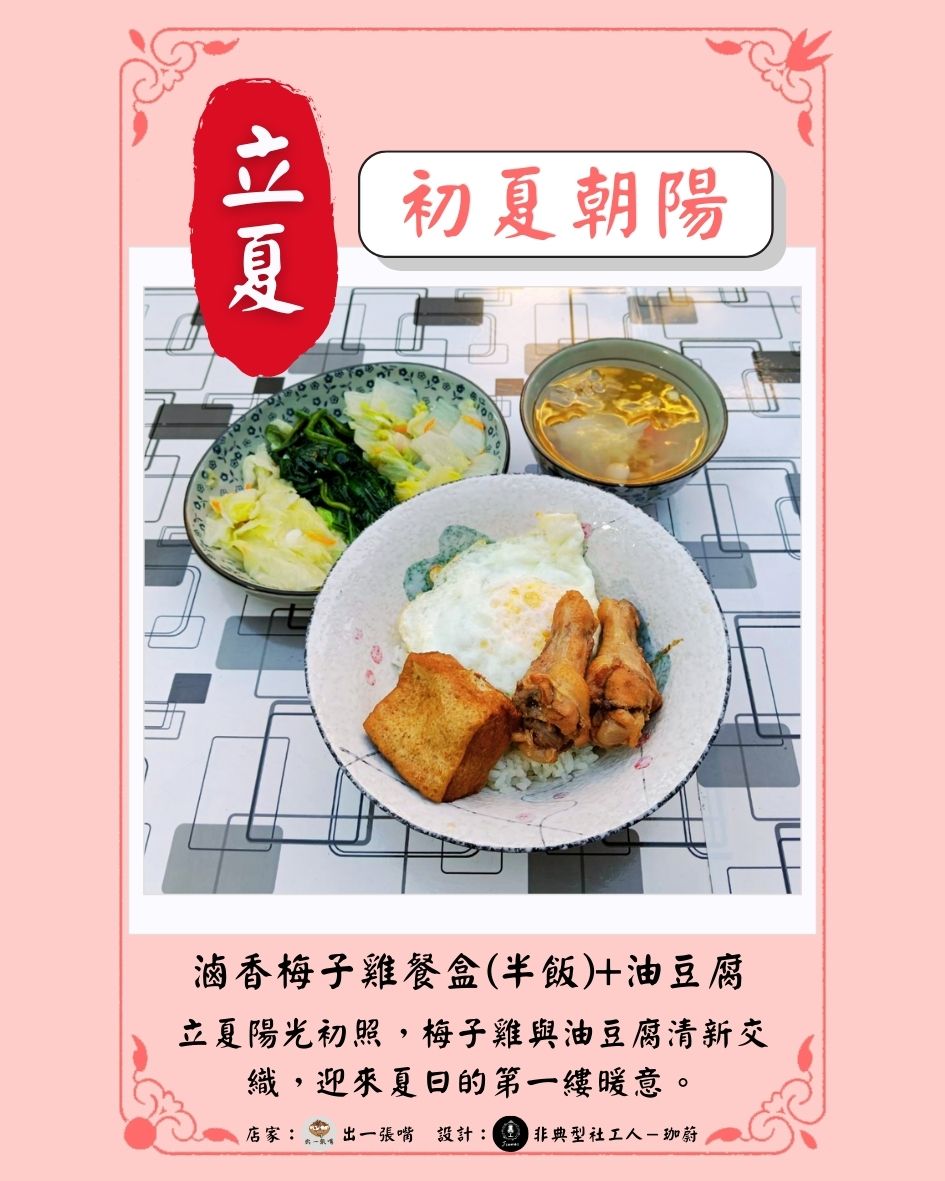 立夏
初夏朝陽
滷香梅子雞餐盒(半飯)+油豆腐
立夏陽光初照，梅子雞與油豆腐清新交
織，迎來夏日的第一縷暖意。
店家：出一張嘴 設計：非典型社工人－珈蔚